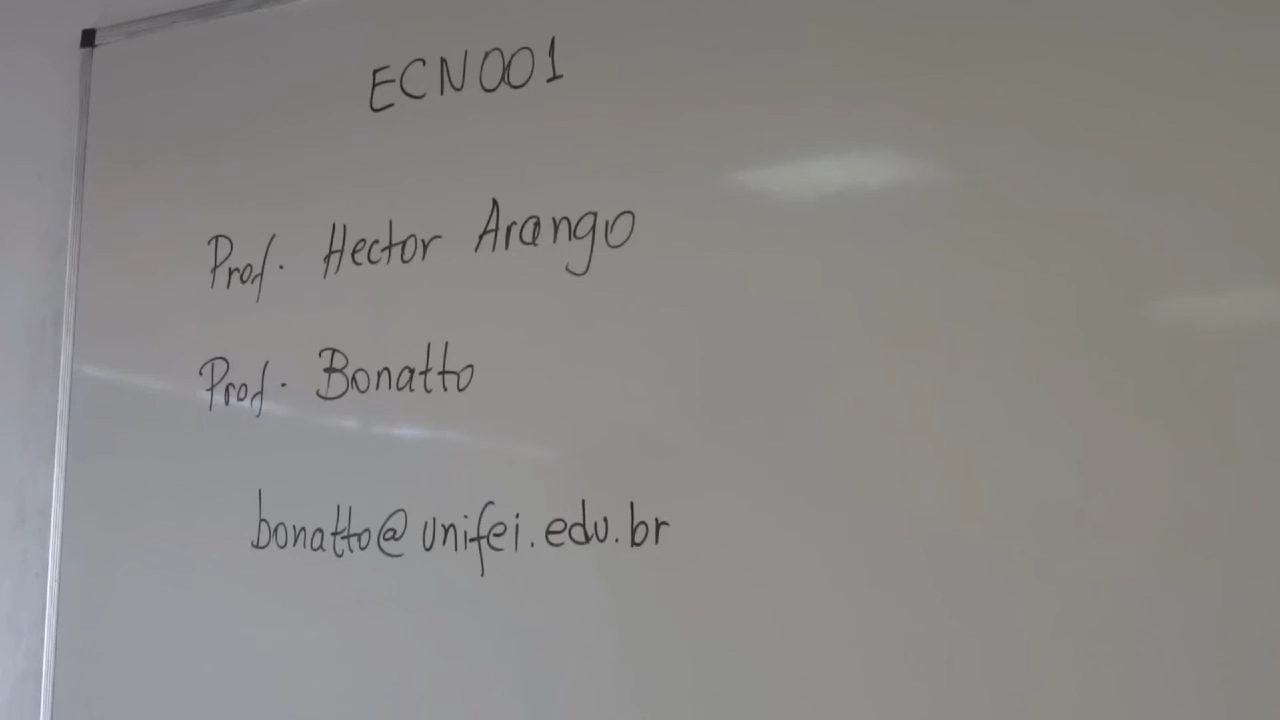 ECN001
Prof. Hector Arango
Prof. Bonatto
bonatto@unifei.edu.br